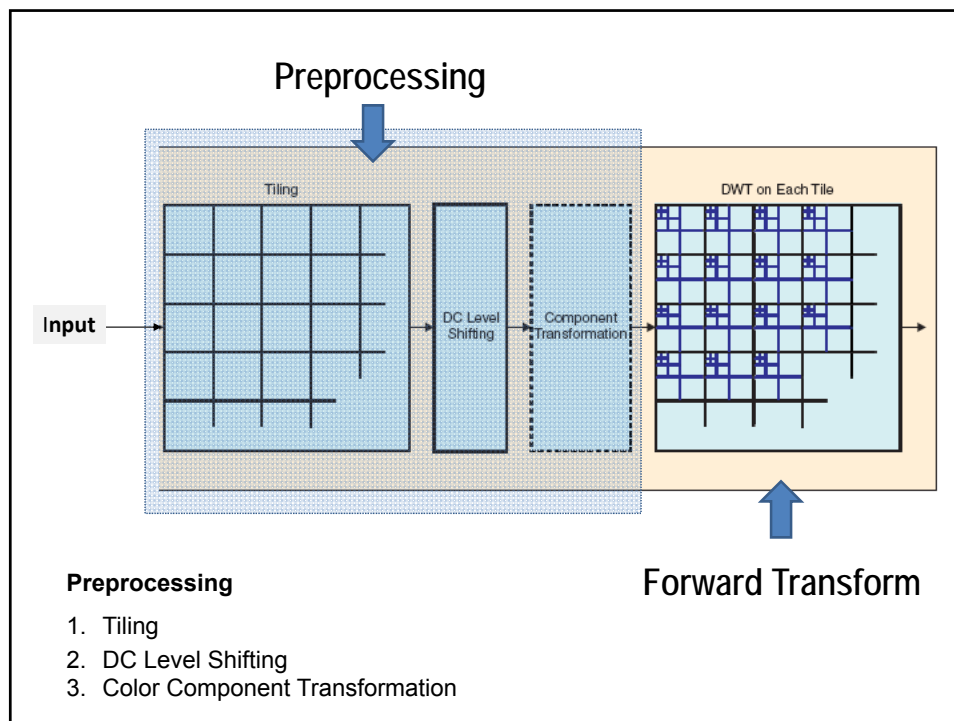 Preprocessing
Tiling
DWT on Each Tile
Input
DC Level
Shifting
Component
Transformation
Forward Transform
Preprocessing
1. Tiling
2. DC Level Shifting
3. Color Component Transformation